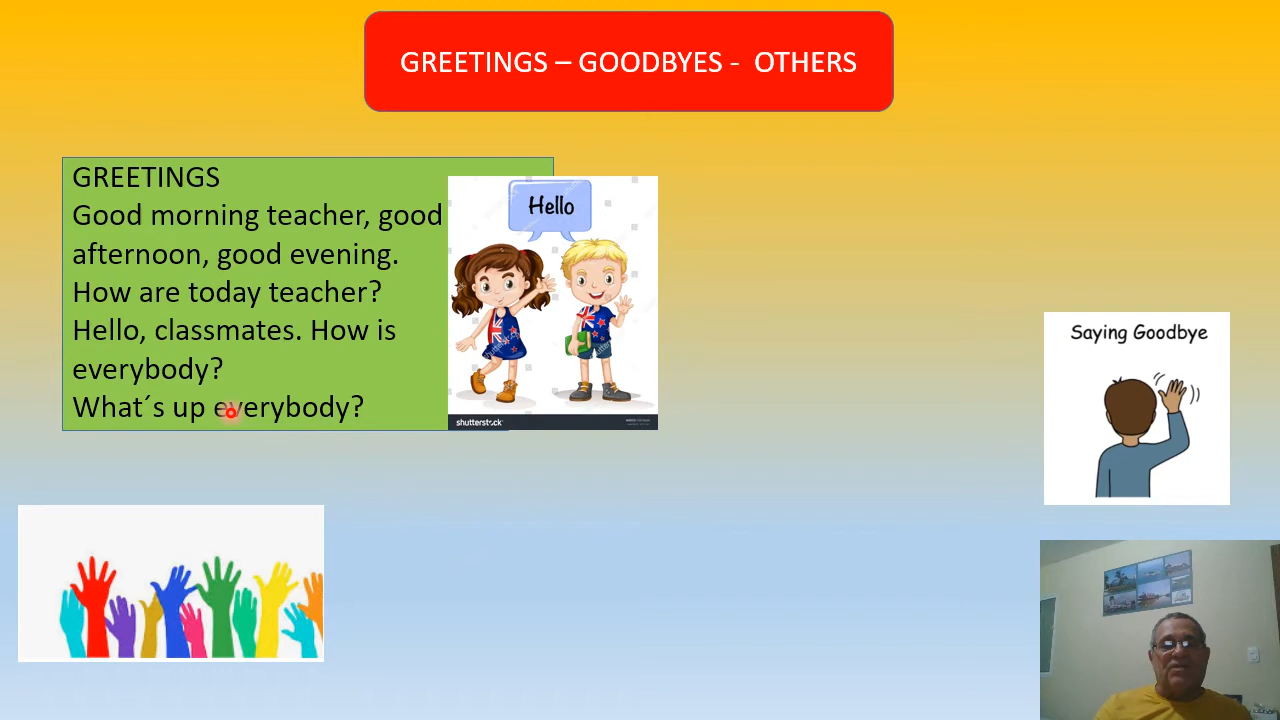 GREETINGS – GOODBYES - OTHERS
GREETINGS
Good morning teacher, good
afternoon, good evening.
How are today teacher?
Hello, classmates. How is
everybody?
What´s up everybody?
Hello
shutterstock
Saying Goodbye